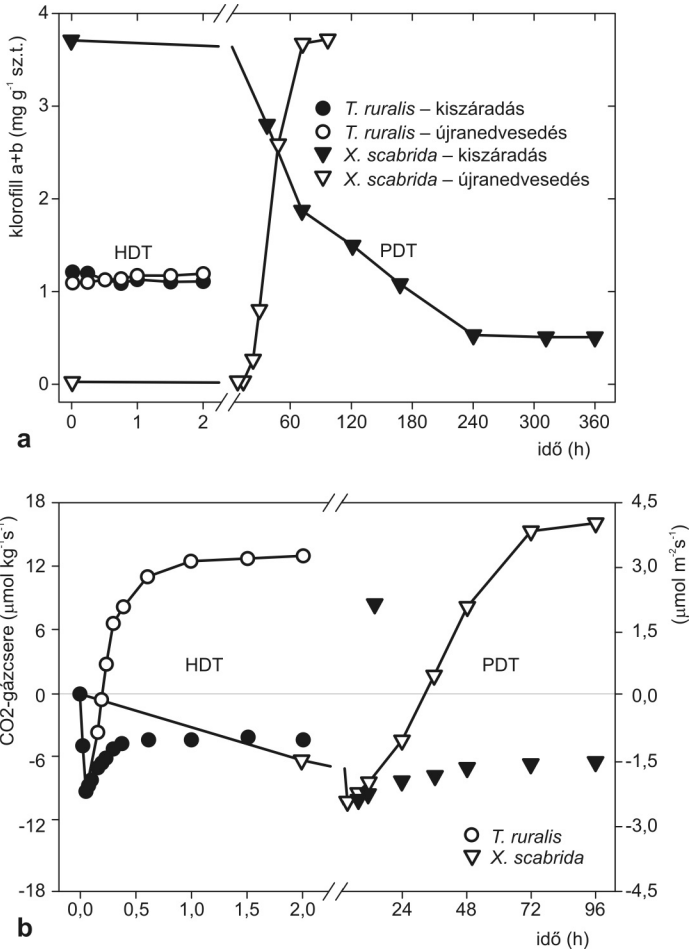 4
3
2
1
0
klorofill a+b (mg g⁻¹ sz.t.)
T. ruralis – kiszáradás
T. ruralis – újranedvesedés
X. scabrida – kiszáradás
X. scabrida – újranedvesedés
HDT
PDT
0 1 2 60 120 180 240 300 360
a
idő (h)
18
12
6
0
-6
-12
-18
CO2-gázcsere (µmol kg⁻¹s⁻¹)
4,5
3,0
1,5
0,0
-1,5
-3,0
-4,5
(µmol m⁻²s⁻¹)
HDT
PDT
T. ruralis
X. scabrida
0,0 0,5 1,0 1,5 2,0 24 48 72 96
b
idő (h)